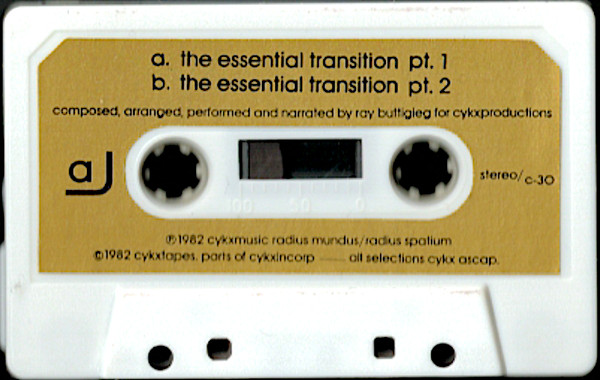 a. the essential transition pt. 1
b. the essential transition pt. 2
composed, arranged, performed and narrated by ray buttigieg for cykxproductions
a
stereo/c-30
100 50 0
℗1982 cykxmusic radius mundus/radius spatium
©1982 cykxtapes. parts of cykxincorp —— all selections cykx ascap.